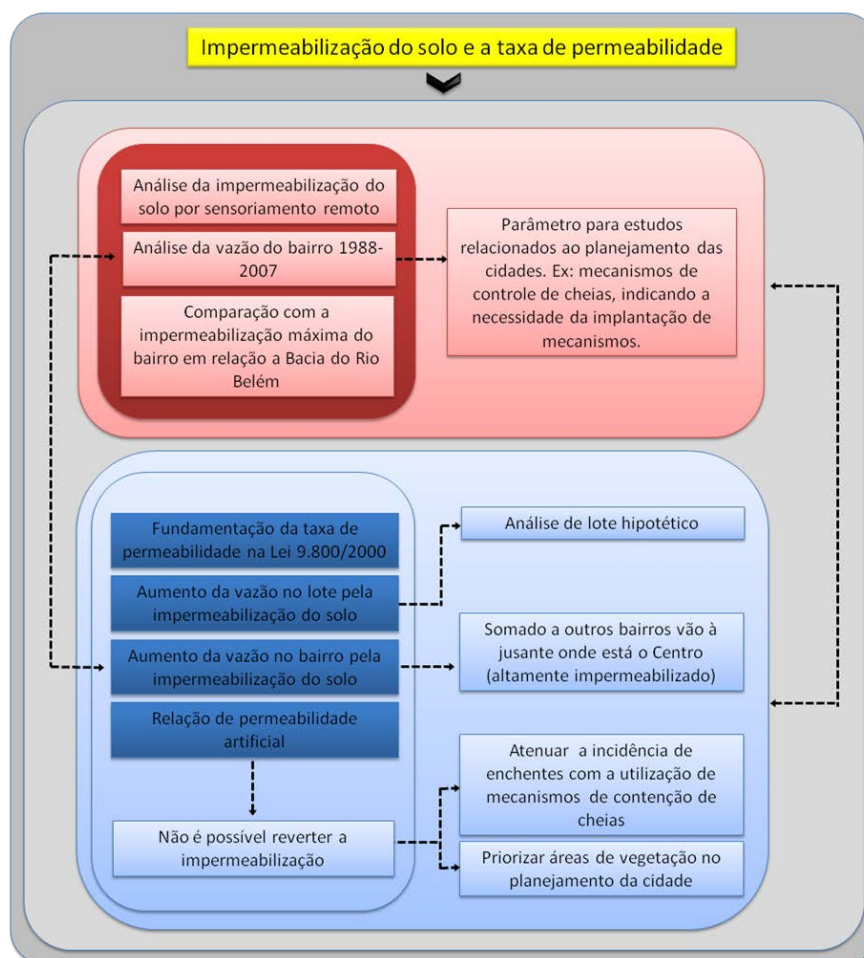 Impermeabilização do solo e a taxa de permeabilidade
Análise da impermeabilização do
solo por sensoriamento remoto
Análise da vazão do bairro 1988-
2007
Comparação com a
impermeabilização máxima do
bairro em relação a Bacia do Rio
Belém
Parâmetro para estudos
relacionados ao planejamento das
cidades. Ex: mecanismos de
controle de cheias, indicando a
necessidade da implantação de
mecanismos.
Fundamentação da taxa de
permeabilidade na Lei 9.800/2000
Aumento da vazão no lote pela
impermeabilização do solo
Aumento da vazão no bairro pela
impermeabilização do solo
Relação de permeabilidade
artificial
Não é possível reverter a
impermeabilização
Análise de lote hipotético
Somado a outros bairros vão à
jusante onde está o Centro
(altamente impermeabilizado)
Atenuar a incidência de
enchentes com a utilização de
mecanismos de contenção de
cheias
Priorizar áreas de vegetação no
planejamento da cidade